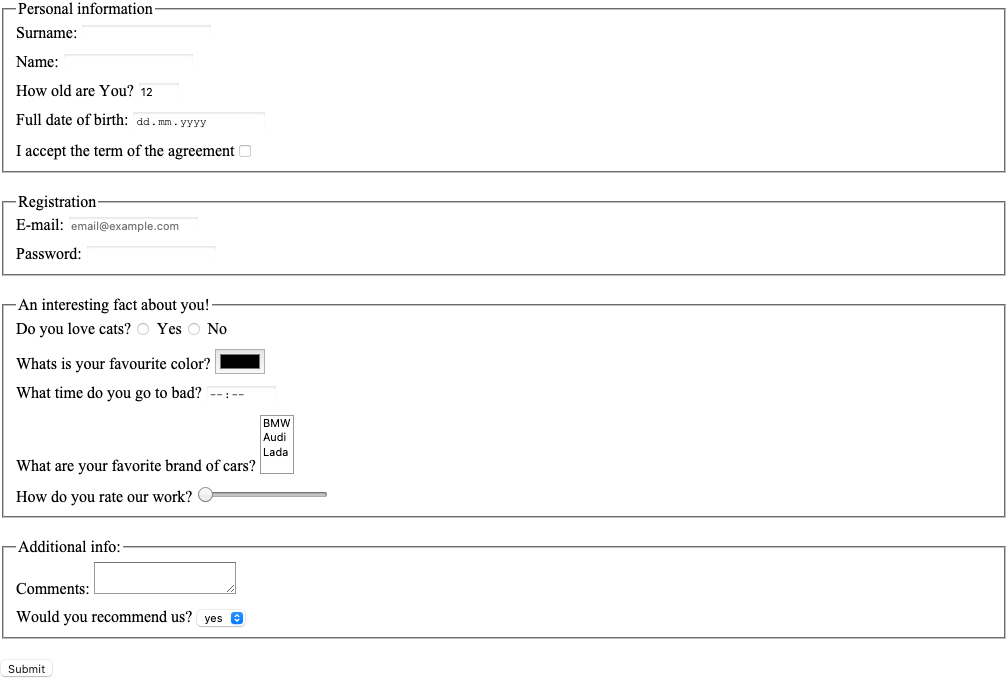 Personal information
Surname:
Name:
How old are You? 12
Full date of birth: dd.mm.yyyy
I accept the term of the agreement
Registration
E-mail: email@example.com
Password:
An interesting fact about you!
Do you love cats? Yes No
Whats is your favourite color?
What time do you go to bad? --:--
BMW
Audi
Lada
What are your favorite brand of cars?
How do you rate our work?
Additional info:
Comments:
Would you recommend us? yes
Submit